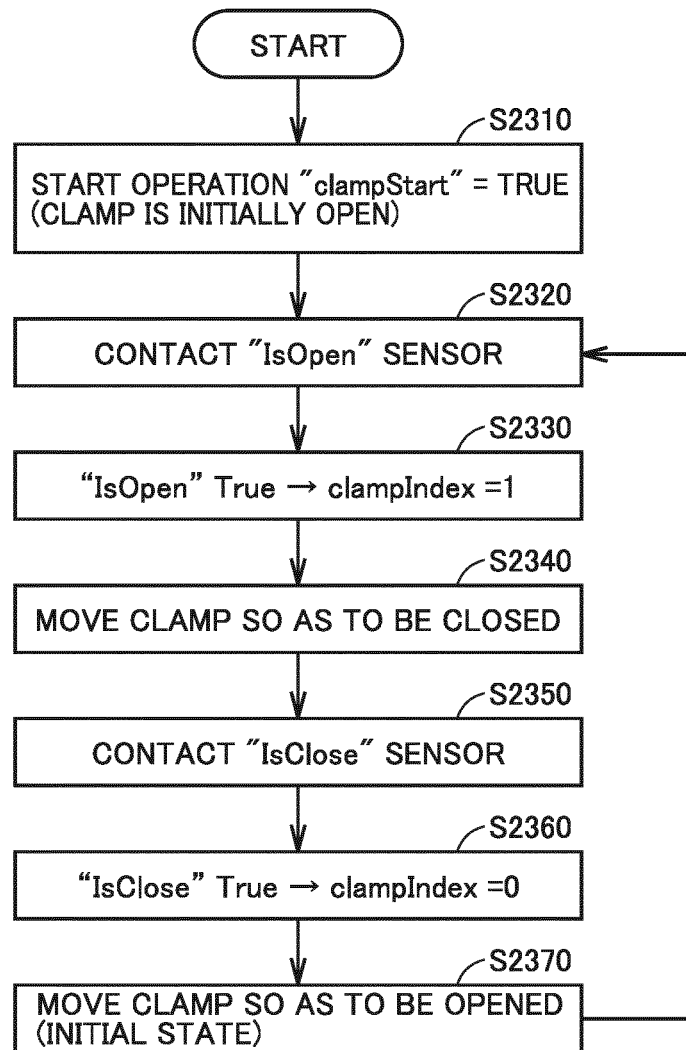 START
S2310
START OPERATION "clampStart" = TRUE
(CLAMP IS INITIALLY OPEN)
S2320
CONTACT "IsOpen" SENSOR
S2330
“IsOpen” True → clampIndex =1
S2340
MOVE CLAMP SO AS TO BE CLOSED
S2350
CONTACT "IsClose" SENSOR
S2360
“IsClose” True → clampIndex =0
S2370
MOVE CLAMP SO AS TO BE OPENED
(INITIAL STATE)